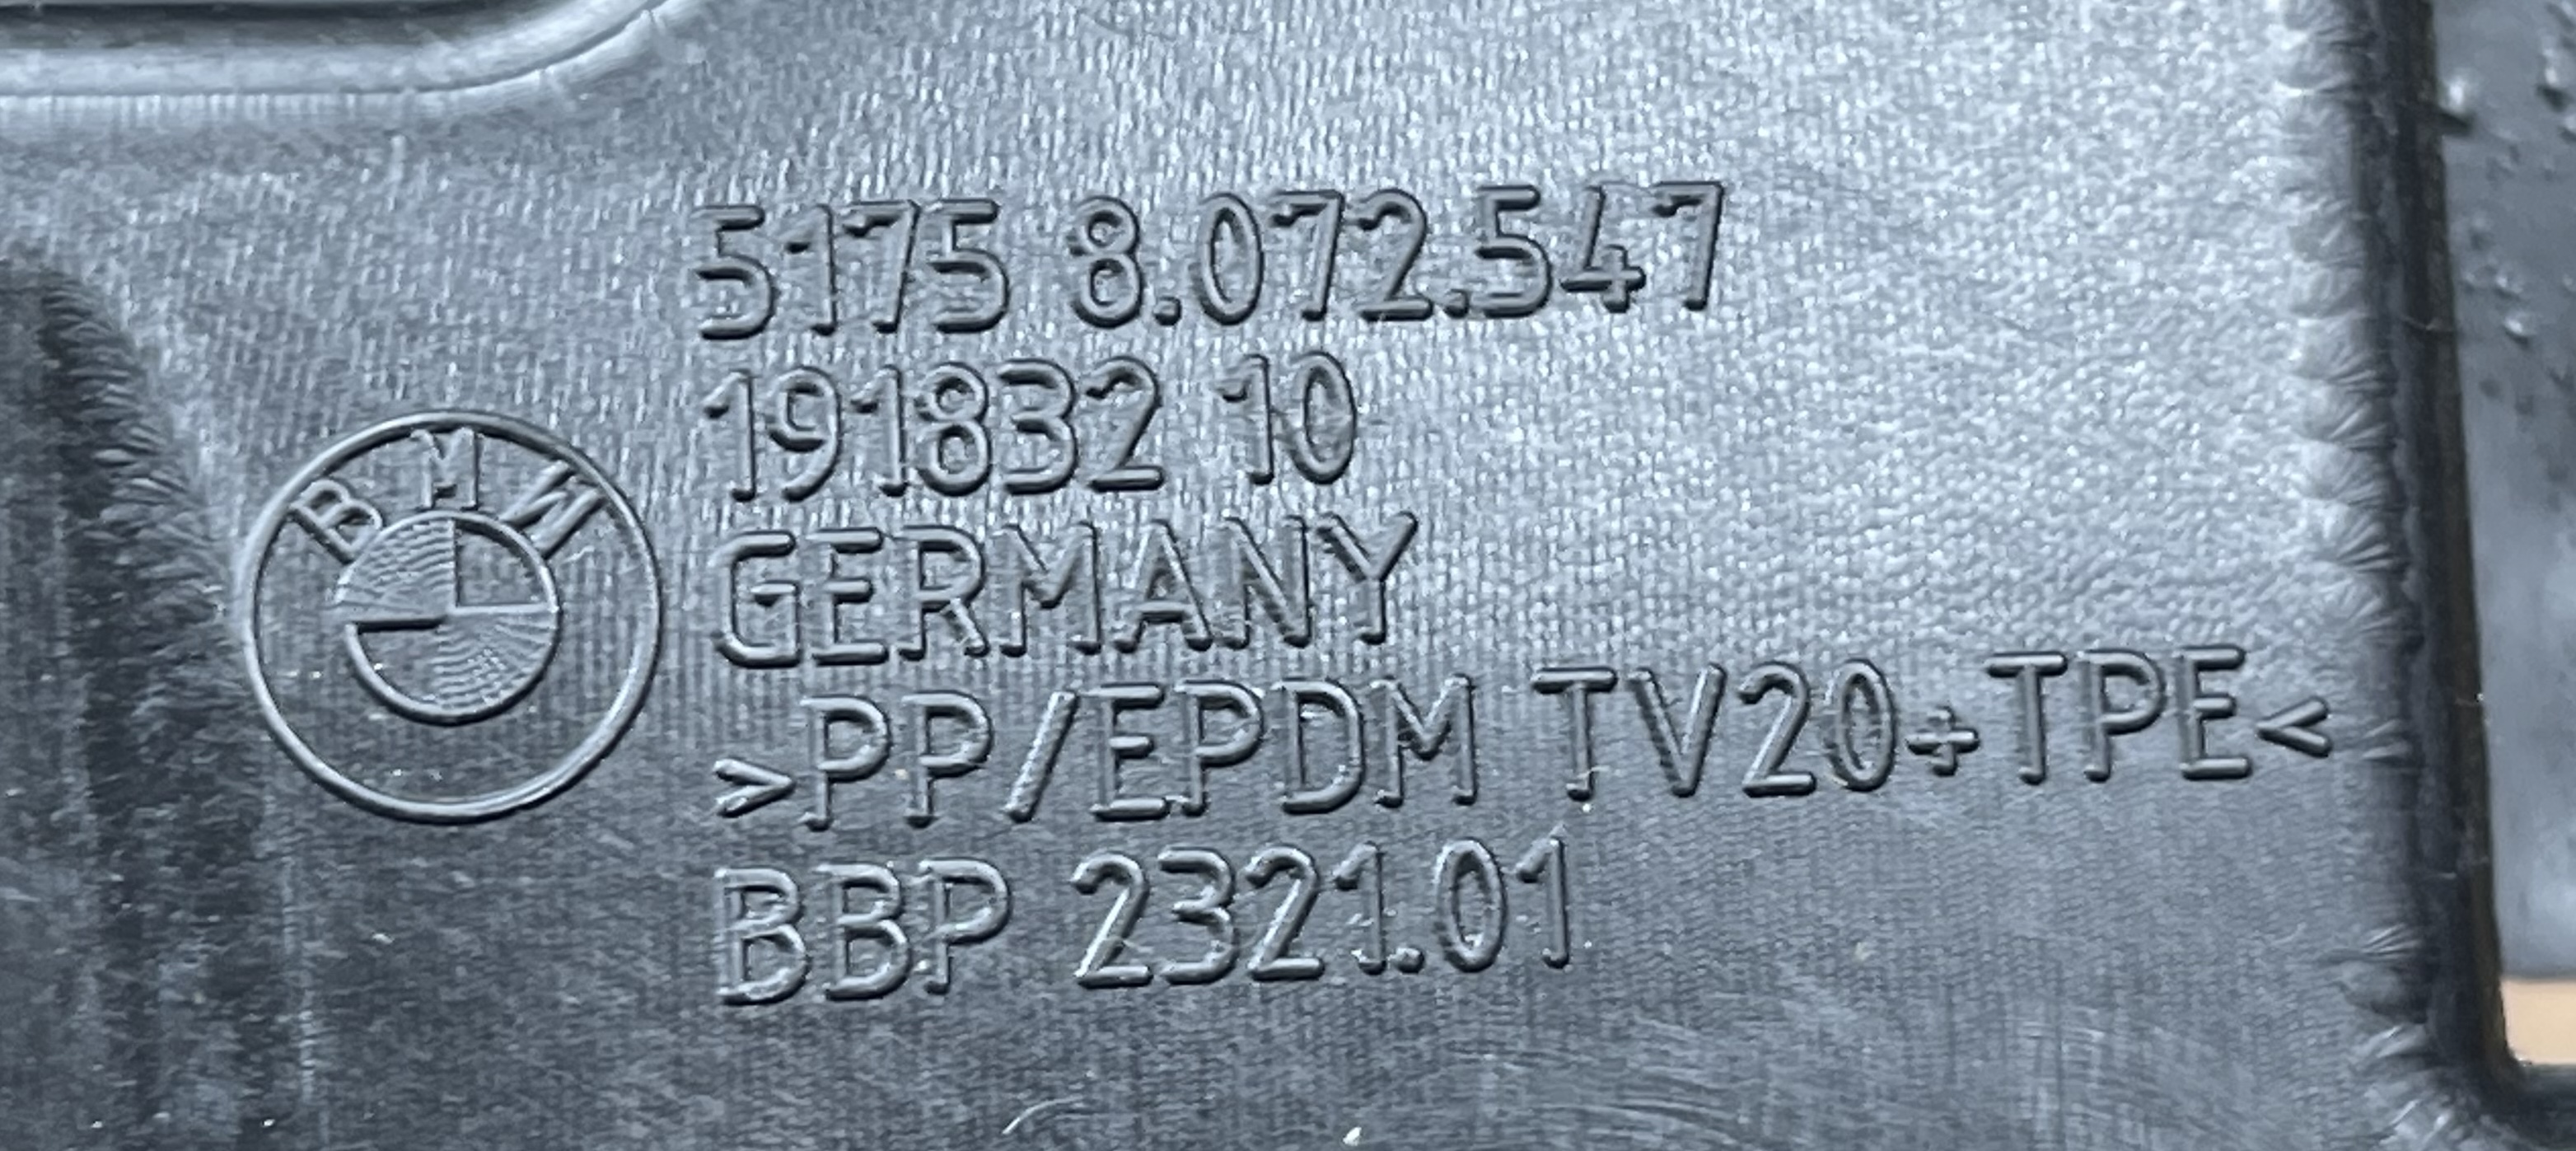 5175 8.072.547
191832 10
GERMANY
BMW
>PP/EPDM TV20+TPE<
BBP 2321.01